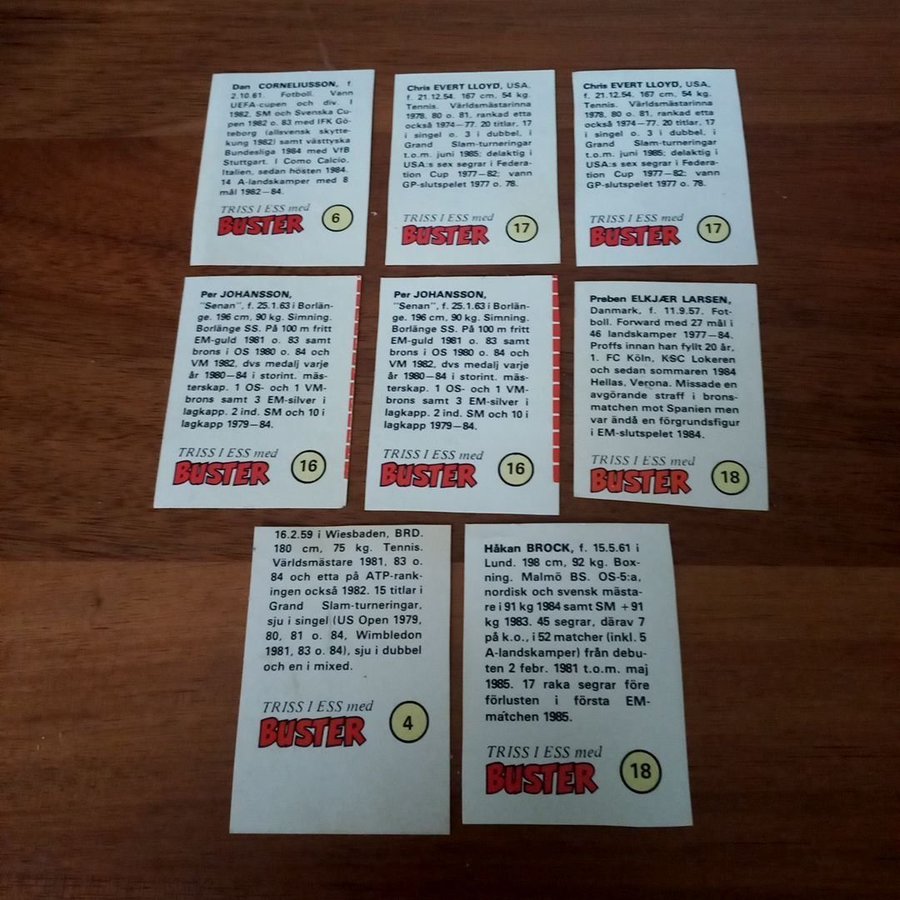 Dan CORNELIUSSON, f.
2.10.61. Fotboll. Vann
UEFA-cupen och div. I
1982, SM och Svenska Cu-
pen 1982 o. 83 med IFK Gö-
teborg (allsvensk skytte-
kung 1982) samt västtyska
Bundesliga 1984 med VfB
Stuttgart. I Como Calcio,
Italien, sedan hösten 1984.
14 A-landskamper med 8
mål 1982—84.
TRISS I ESS med
BUSTER
6
Chris EVERT LLOYD, USA,
f. 21.12.54. 167 cm, 54 kg.
Tennis. Världsmästarinna
1978, 80 o. 81, rankad etta
också 1974—77. 20 titlar, 17
i singel o. 3 i dubbel, i
Grand Slam-turneringar
t.o.m. juni 1985; delaktig i
USA:s sex segrar i Federa-
tion Cup 1977—82; vann
GP-slutspelet 1977 o. 78.
TRISS I ESS med
BUSTER
17
Chris EVERT LLOYD, USA,
f. 21.12.54. 167 cm, 54 kg.
Tennis. Världsmästarinna
1978, 80 o. 81, rankad etta
också 1974—77. 20 titlar, 17
i singel o. 3 i dubbel, i
Grand Slam-turneringar
t.o.m. juni 1985; delaktig i
USA:s sex segrar i Federa-
tion Cup 1977—82; vann
GP-slutspelet 1977 o. 78.
TRISS I ESS med
BUSTER
17
Per JOHANSSON,
"Senan", f. 25.1.63 i Borlän-
ge. 196 cm, 90 kg. Simning.
Borlänge SS. På 100 m fritt
EM-guld 1981 o. 83 samt
brons i OS 1980 o. 84 och
VM 1982, dvs medalj varje
år 1980—84 i storint. mäs-
terskap. 1 OS- och 1 VM-
brons samt 3 EM-silver i
lagkapp. 2 ind. SM och 10 i
lagkapp 1979—84.
TRISS I ESS med
BUSTER
16
Per JOHANSSON,
"Senan", f. 25.1.63 i Borlän-
ge. 196 cm, 90 kg. Simning.
Borlänge SS. På 100 m fritt
EM-guld 1981 o. 83 samt
brons i OS 1980 o. 84 och
VM 1982, dvs medalj varje
år 1980—84 i storint. mäs-
terskap. 1 OS- och 1 VM-
brons samt 3 EM-silver i
lagkapp. 2 ind. SM och 10 i
lagkapp 1979—84.
TRISS I ESS med
BUSTER
16
Preben ELKJÆR LARSEN,
Danmark, f. 11.9.57. Fot-
boll. Forward med 27 mål i
46 landskamper 1977—84.
Proffs innan han fyllt 20 år,
1. FC Köln, KSC Lokeren
och sedan sommaren 1984
Hellas, Verona. Missade en
avgörande straff i brons-
matchen mot Spanien men
var ändå en förgrundsfigur
i EM-slutspelet 1984.
TRISS I ESS med
BUSTER
18
16.2.59 i Wiesbaden, BRD.
180 cm, 75 kg. Tennis.
Världsmästare 1981, 83 o.
84 och etta på ATP-rank-
ingen också 1982. 15 titlar i
Grand Slam-turneringar,
sju i singel (US Open 1979,
80, 81 o. 84, Wimbledon
1981, 83 o. 84), sju i dubbel
och en i mixed.
TRISS I ESS med
BUSTER
4
Håkan BROCK, f. 15.5.61 i
Lund. 198 cm, 92 kg. Box-
ning. Malmö BS. OS-5:a,
nordisk och svensk mästa-
re i 91 kg 1984 samt SM +91
kg 1983. 45 segrar, därav 7
på k.o., i 52 matcher (inkl. 5
A-landskamper) från debu-
ten 2 febr. 1981 t.o.m. maj
1985. 17 raka segrar före
förlusten i första EM-
matchen 1985.
TRISS I ESS med
BUSTER
18